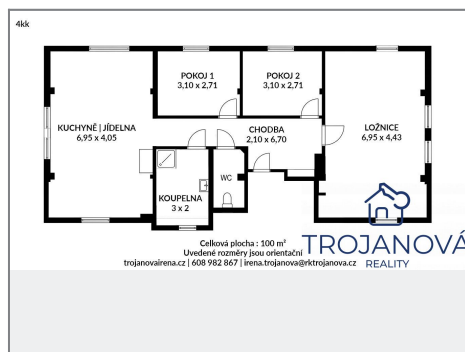 4kk
POKOJ 1
3,10 x 2,71
POKOJ 2
3,10 x 2,71
KUCHYNĚ | JÍDELNA
6,95 x 4,05
CHODBA
2,10 x 6,70
LOŽNICE
6,95 x 4,43
WC
KOUPELNA
3 x 2
Celková plocha : 100 m²
Uvedené rozměry jsou orientační
trojanovairena.cz | 608 982 867 | irena.trojanova@rktrojanova.cz
TROJANOVÁ
REALITY